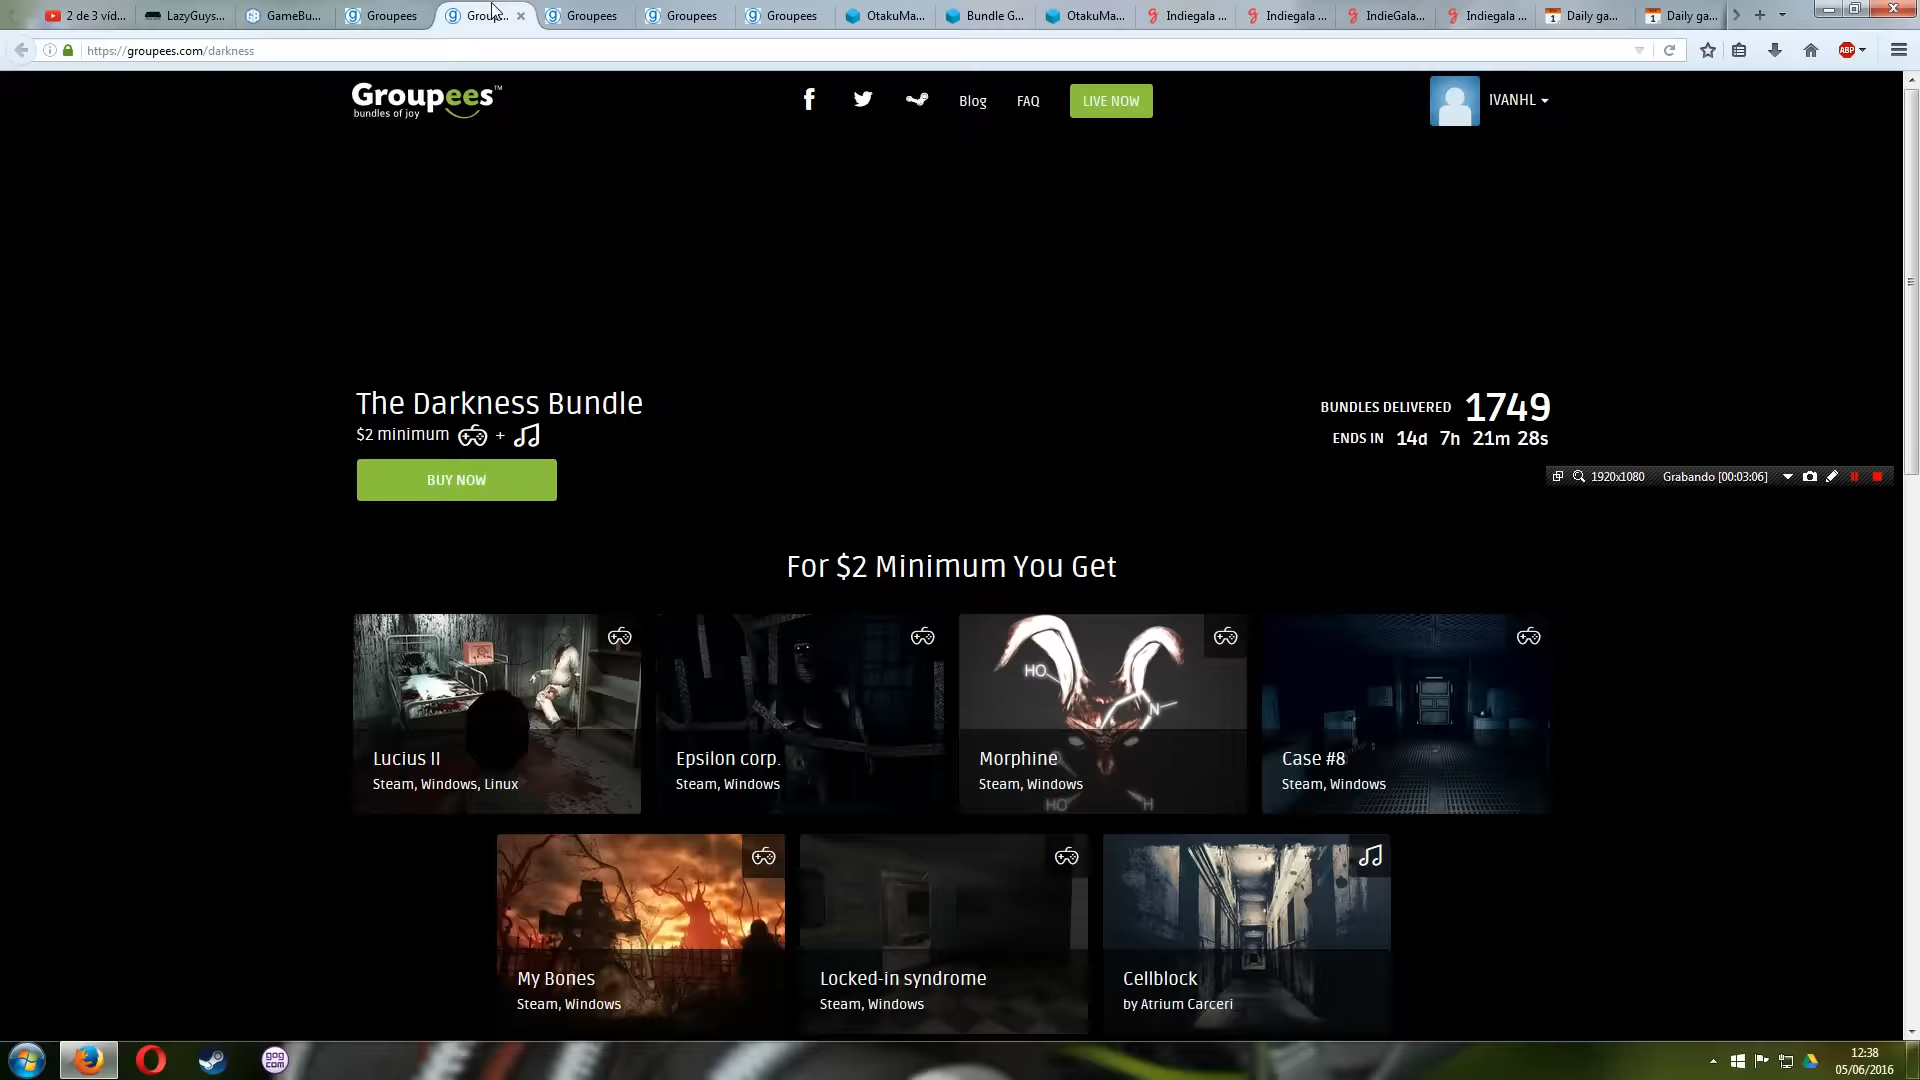 2 de 3 víd...
LazyGuys...
GameBu...
Groupees
Group...
Groupees
Groupees
Groupees
OtakuMa...
Bundle G...
OtakuMa...
Indiegala ...
Indiegala ...
IndieGala...
Indiegala ...
Daily ga...
Daily ga...
https://groupees.com/darkness
ABP
Groupees™
bundles of joy
Blog
FAQ
LIVE NOW
IVANHL
The Darkness Bundle
$2 minimum +
BUY NOW
BUNDLES DELIVERED 1749
ENDS IN 14d 7h 21m 28s
1920x1080 Grabando [00:03:06]
For $2 Minimum You Get
Lucius II
Steam, Windows, Linux
Epsilon corp.
Steam, Windows
HO
N
HO
H
Morphine
Steam, Windows
Case #8
Steam, Windows
My Bones
Steam, Windows
Locked-in syndrome
Steam, Windows
Cellblock
by Atrium Carceri
gog
com
12:38
05/06/2016